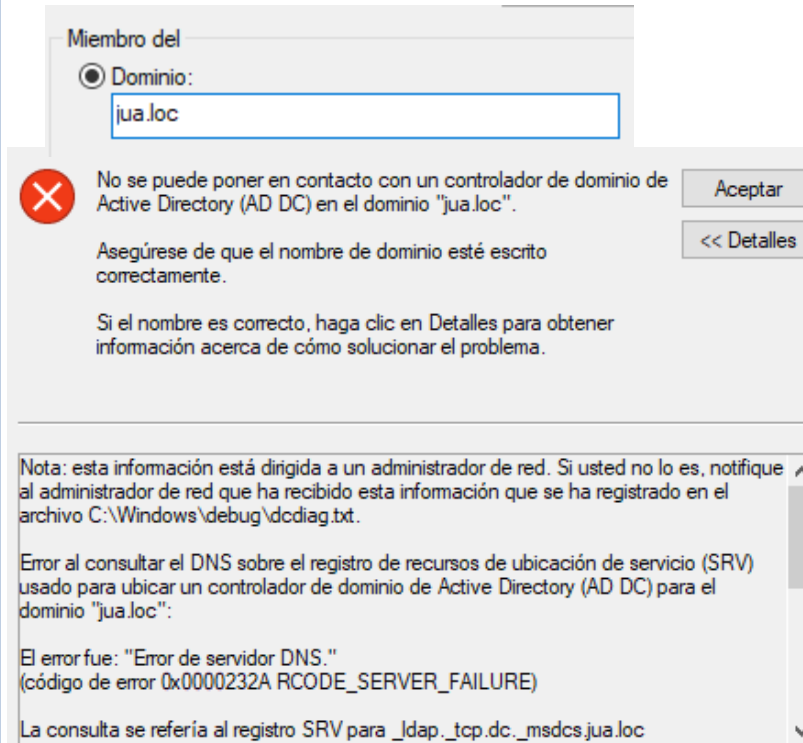 Miembro del
Dominio:
jua.loc
No se puede poner en contacto con un controlador de dominio de
Active Directory (AD DC) en el dominio "jua.loc".
Asegúrese de que el nombre de dominio esté escrito
correctamente.
Si el nombre es correcto, haga clic en Detalles para obtener
información acerca de cómo solucionar el problema.
Aceptar
<< Detalles
Nota: esta información está dirigida a un administrador de red. Si usted no lo es, notifique
al administrador de red que ha recibido esta información que se ha registrado en el
archivo C:\Windows\debug\dcdiag.txt.
Error al consultar el DNS sobre el registro de recursos de ubicación de servicio (SRV)
usado para ubicar un controlador de dominio de Active Directory (AD DC) para el
dominio "jua.loc":
El error fue: "Error de servidor DNS."
(código de error 0x0000232A RCODE_SERVER_FAILURE)
La consulta se refería al registro SRV para _ldap._tcp.dc._msdcs.jua.loc